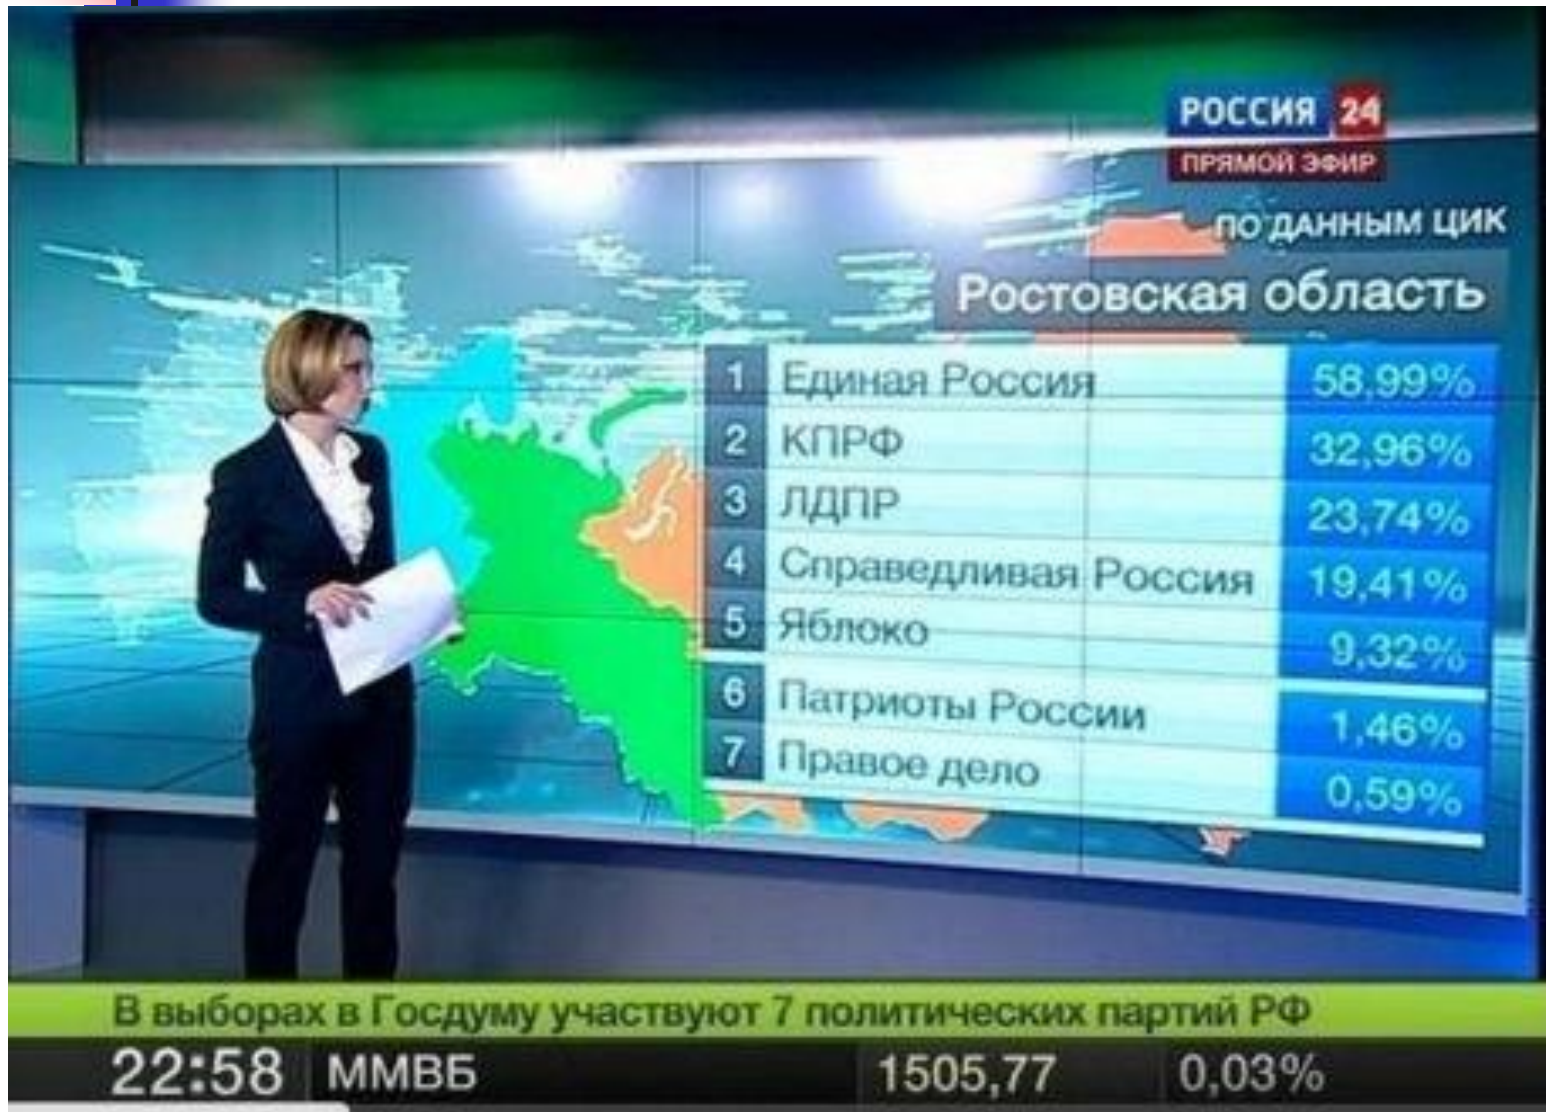 РОССИЯ 24
ПРЯМОЙ ЭФИР
ПО ДАННЫМ ЦИК
Ростовская область
1 Единая Россия 58,99%
2 КПРФ 32,96%
3 ЛДПР 23,74%
4 Справедливая Россия 19,41%
5 Яблоко 9,32%
6 Патриоты России 1,46%
7 Правое дело 0,59%
В выборах в Госдуму участвуют 7 политических партий РФ
22:58 ММВБ 1505,77 0,03%